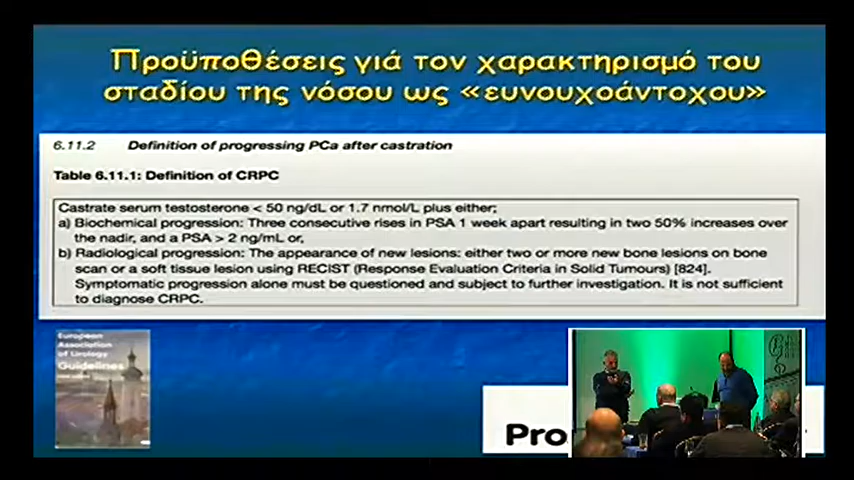 Προϋποθέσεις γιά τον χαρακτηρισμό του
σταδίου της νόσου ως «ευνουχοάντοχου»
6.11.2 Definition of progressing PCa after castration
Table 6.11.1: Definition of CRPC
Castrate serum testosterone < 50 ng/dL or 1.7 nmol/L plus either;
a) Biochemical progression: Three consecutive rises in PSA 1 week apart resulting in two 50% increases over
the nadir, and a PSA > 2 ng/mL or,
b) Radiological progression: The appearance of new lesions: either two or more new bone lesions on bone
scan or a soft tissue lesion using RECIST (Response Evaluation Criteria in Solid Tumours) [824].
Symptomatic progression alone must be questioned and subject to further investigation. It is not sufficient
to diagnose CRPC.
European
Association
of Urology
Guidelines
Pro